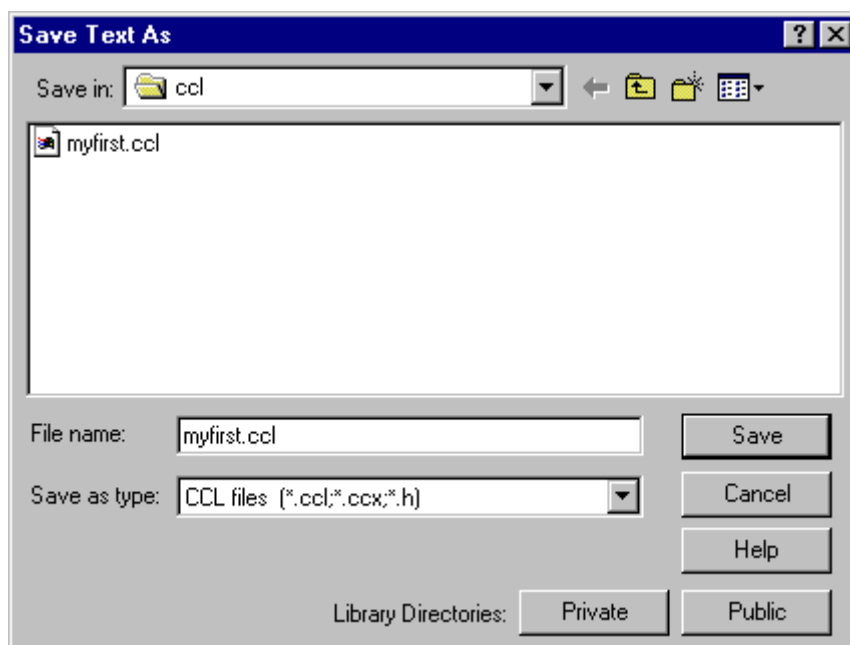 Save Text As
Save in: ccl
myfirst.ccl
File name: myfirst.ccl Save
Save as type: CCL files (*.ccl;*.ccx;*.h) Cancel
Help
Library Directories: Private Public